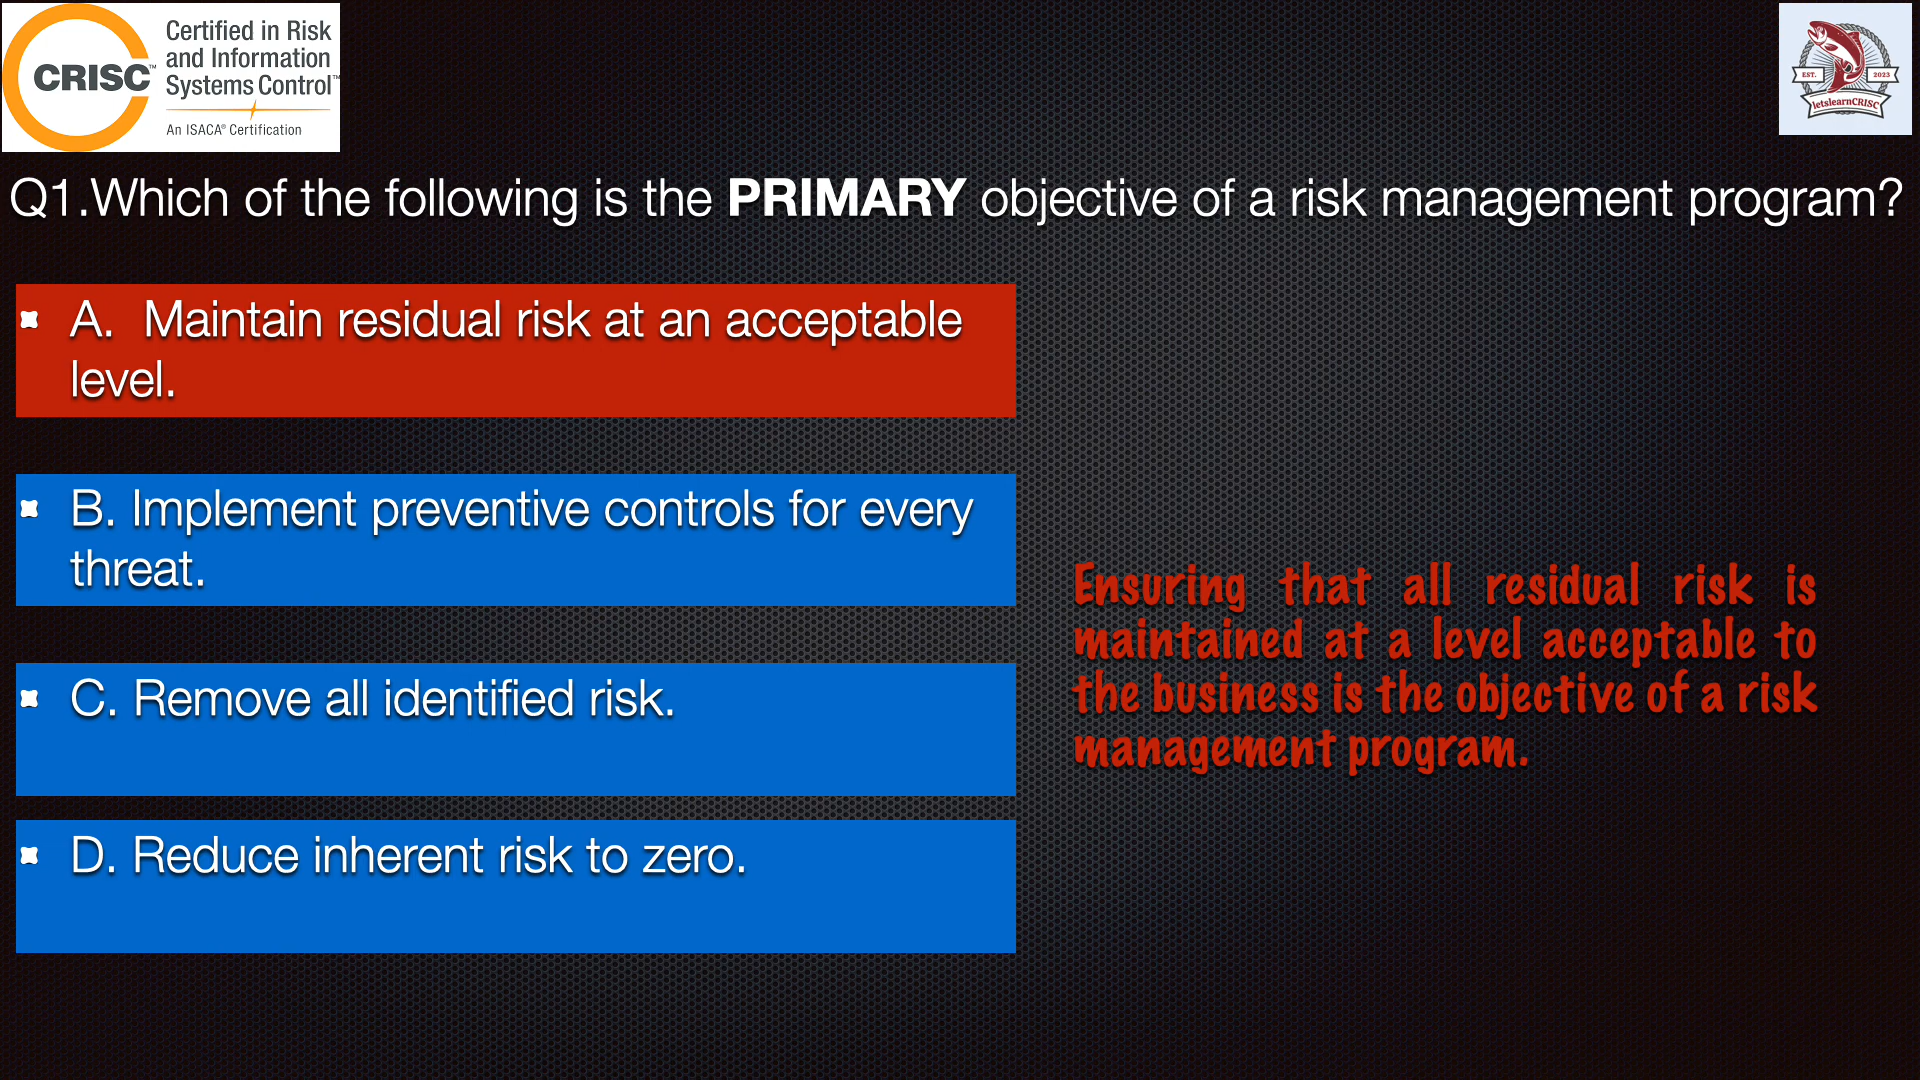 CRISC™
Certified in Risk
and Information
Systems Control™
An ISACA® Certification
EST. 2023
letslearnCRISC
Q1.Which of the following is the PRIMARY objective of a risk management program?
A. Maintain residual risk at an acceptable
level.
B. Implement preventive controls for every
threat.
C. Remove all identified risk.
D. Reduce inherent risk to zero.
Ensuring that all residual risk is
maintained at a level acceptable to
the business is the objective of a risk
management program.